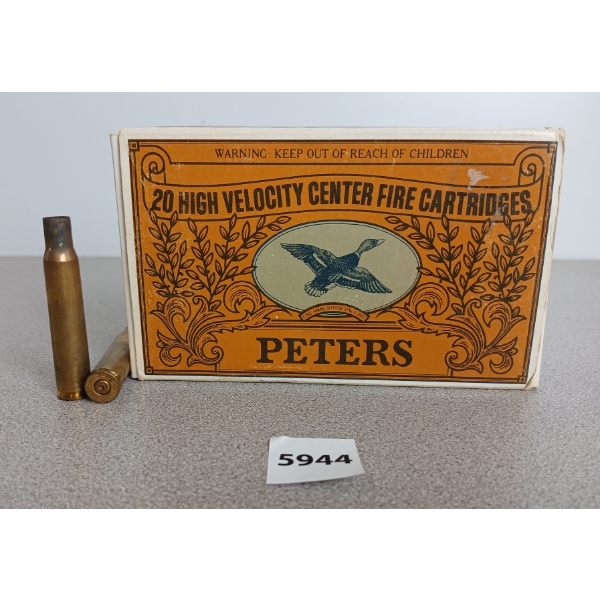 WARNING: KEEP OUT OF REACH OF CHILDREN
20 HIGH VELOCITY CENTER FIRE CARTRIDGES
PETERS
5944